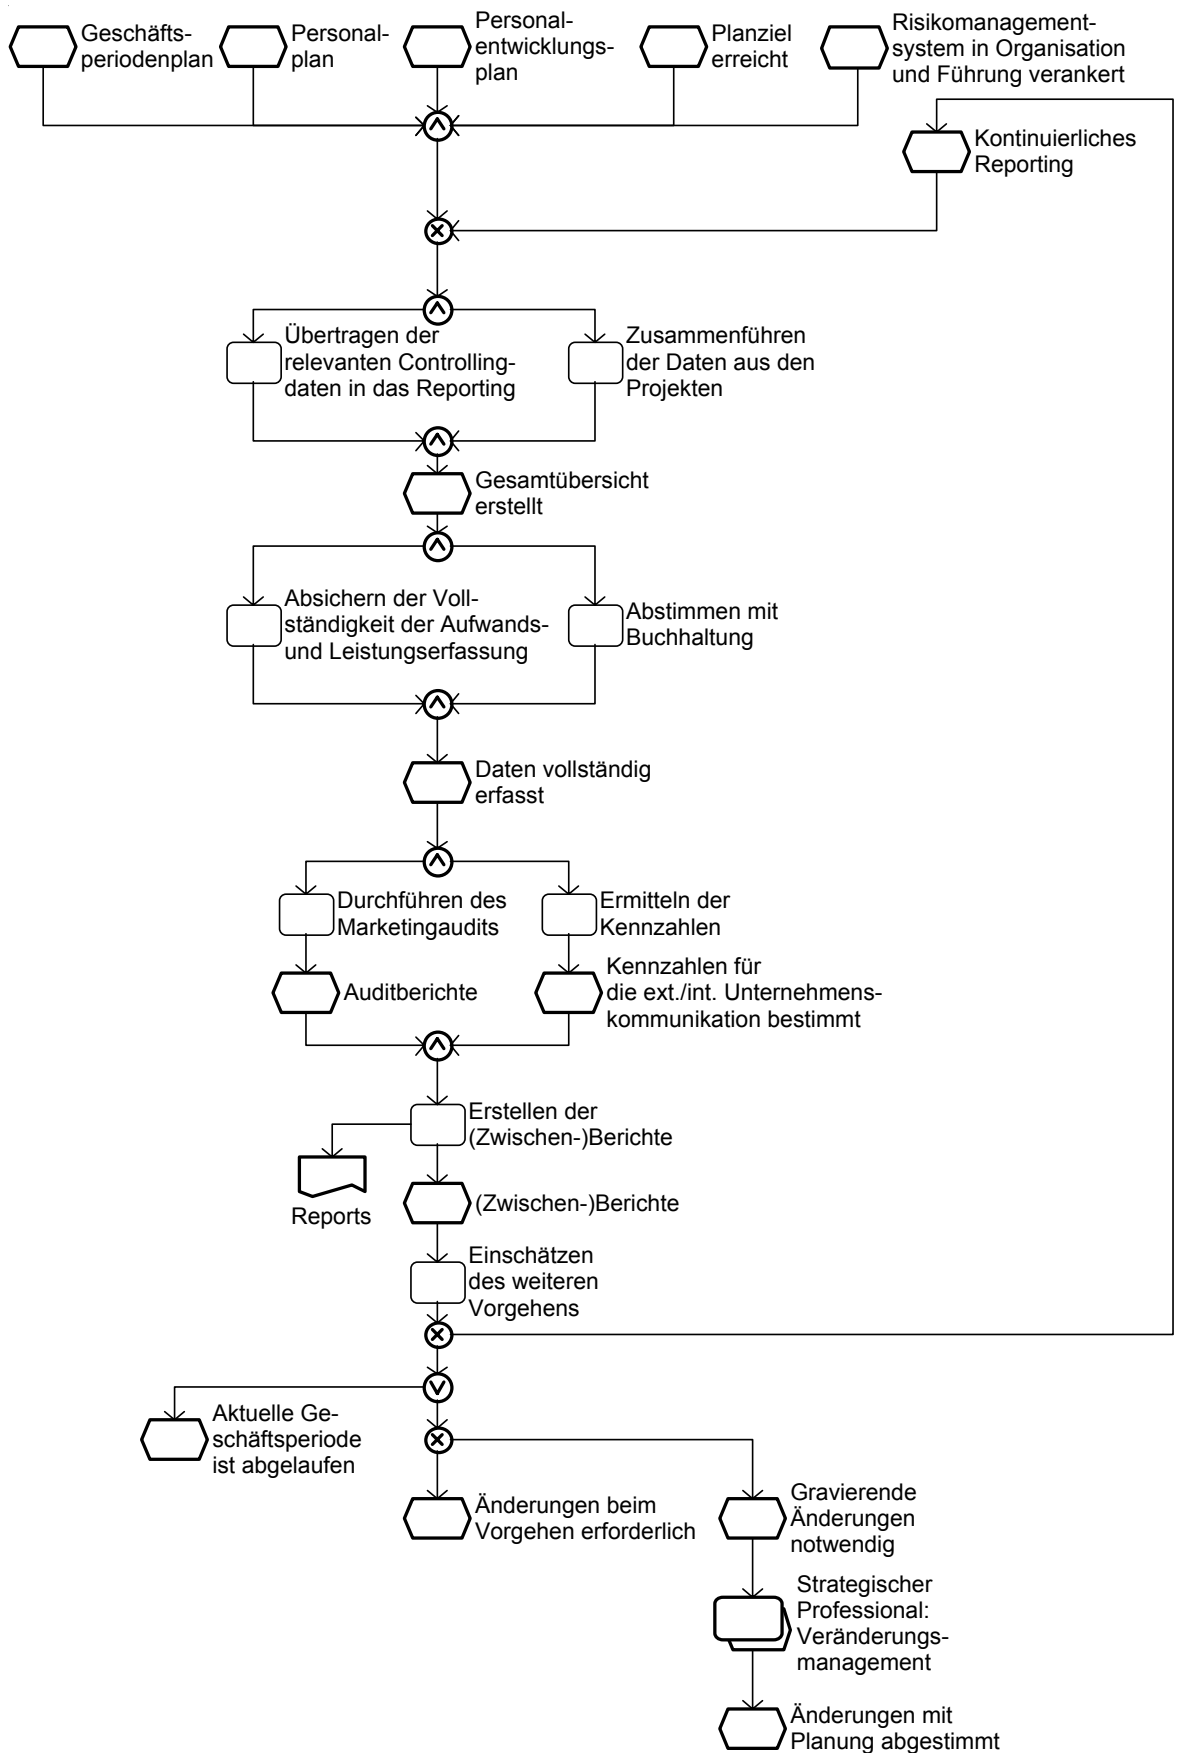 Geschäfts-
periodenplan
Personal-
plan
Personal-
entwicklungs-
plan
Planziel
erreicht
Risikomanagement-
system in Organisation
und Führung verankert
Kontinuierliches
Reporting
Übertragen der
relevanten Controlling-
daten in das Reporting
Zusammenführen
der Daten aus den
Projekten
Gesamtübersicht
erstellt
Absichern der Voll-
ständigkeit der Aufwands-
und Leistungserfassung
Abstimmen mit
Buchhaltung
Daten vollständig
erfasst
Durchführen des
Marketingaudits
Ermitteln der
Kennzahlen
Auditberichte
Kennzahlen für
die ext./int. Unternehmens-
kommunikation bestimmt
Erstellen der
(Zwischen-)Berichte
Reports
(Zwischen-)Berichte
Einschätzen
des weiteren
Vorgehens
Aktuelle Ge-
schäftsperiode
ist abgelaufen
Änderungen beim
Vorgehen erforderlich
Gravierende
Änderungen
notwendig
Strategischer
Professional:
Veränderungs-
management
Änderungen mit
Planung abgestimmt